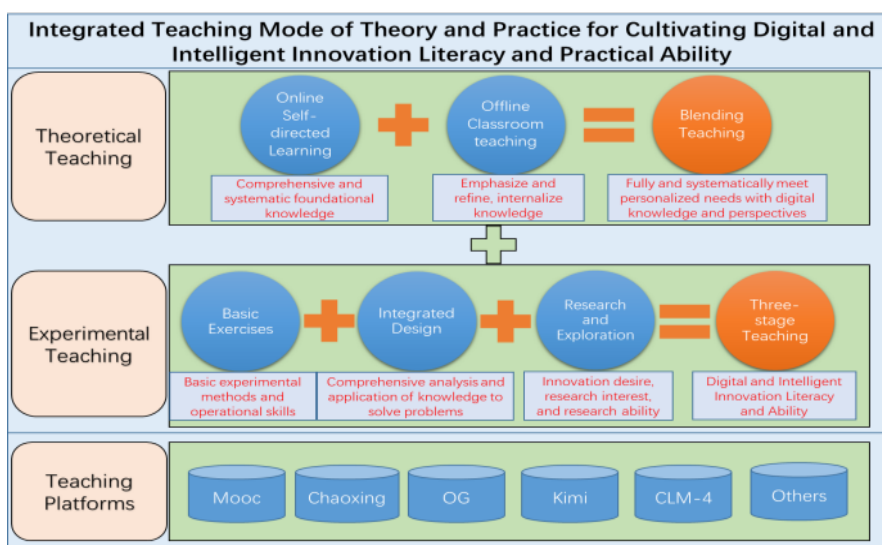 Integrated Teaching Mode of Theory and Practice for Cultivating Digital and
Intelligent Innovation Literacy and Practical Ability
Theoretical
Teaching
Online
Self-
directed
Learning
Offline
Classroom
teaching
Blending
Teaching
Comprehensive and
systematic foundational
knowledge
Emphasize and
refine, internalize
knowledge
Fully and systematically meet
personalized needs with digital
knowledge and perspectives
Experimental
Teaching
Basic
Exercises
Integrated
Design
Research
and
Exploration
Three-
stage
Teaching
Basic experimental
methods and
operational skills
Comprehensive analysis and
application of knowledge to
solve problems
Innovation desire,
research interest,
and research ability
Digital and Intelligent
Innovation Literacy
and Ability
Teaching
Platforms
Mooc
Chaoxing
OG
Kimi
CLM-4
Others